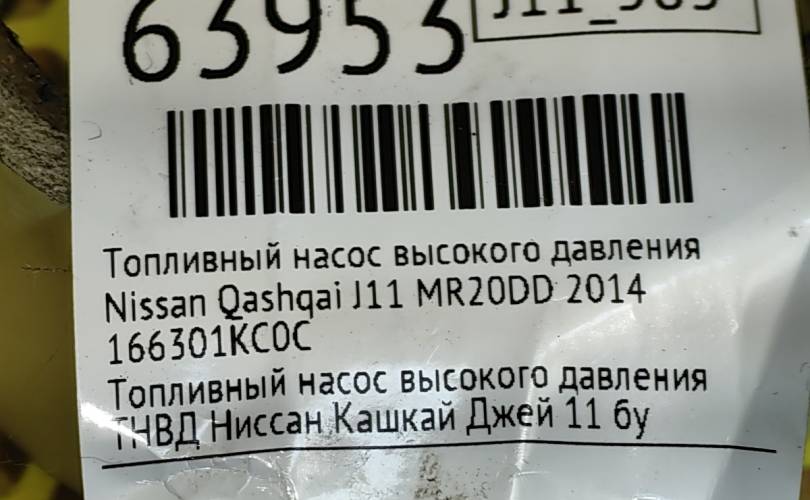 63953
Топливный насос высокого давления
Nissan Qashqai J11 MR20DD 2014
166301KC0C
Топливный насос высокого давления
ТНВД Ниссан Кашкай Джей 11 бу